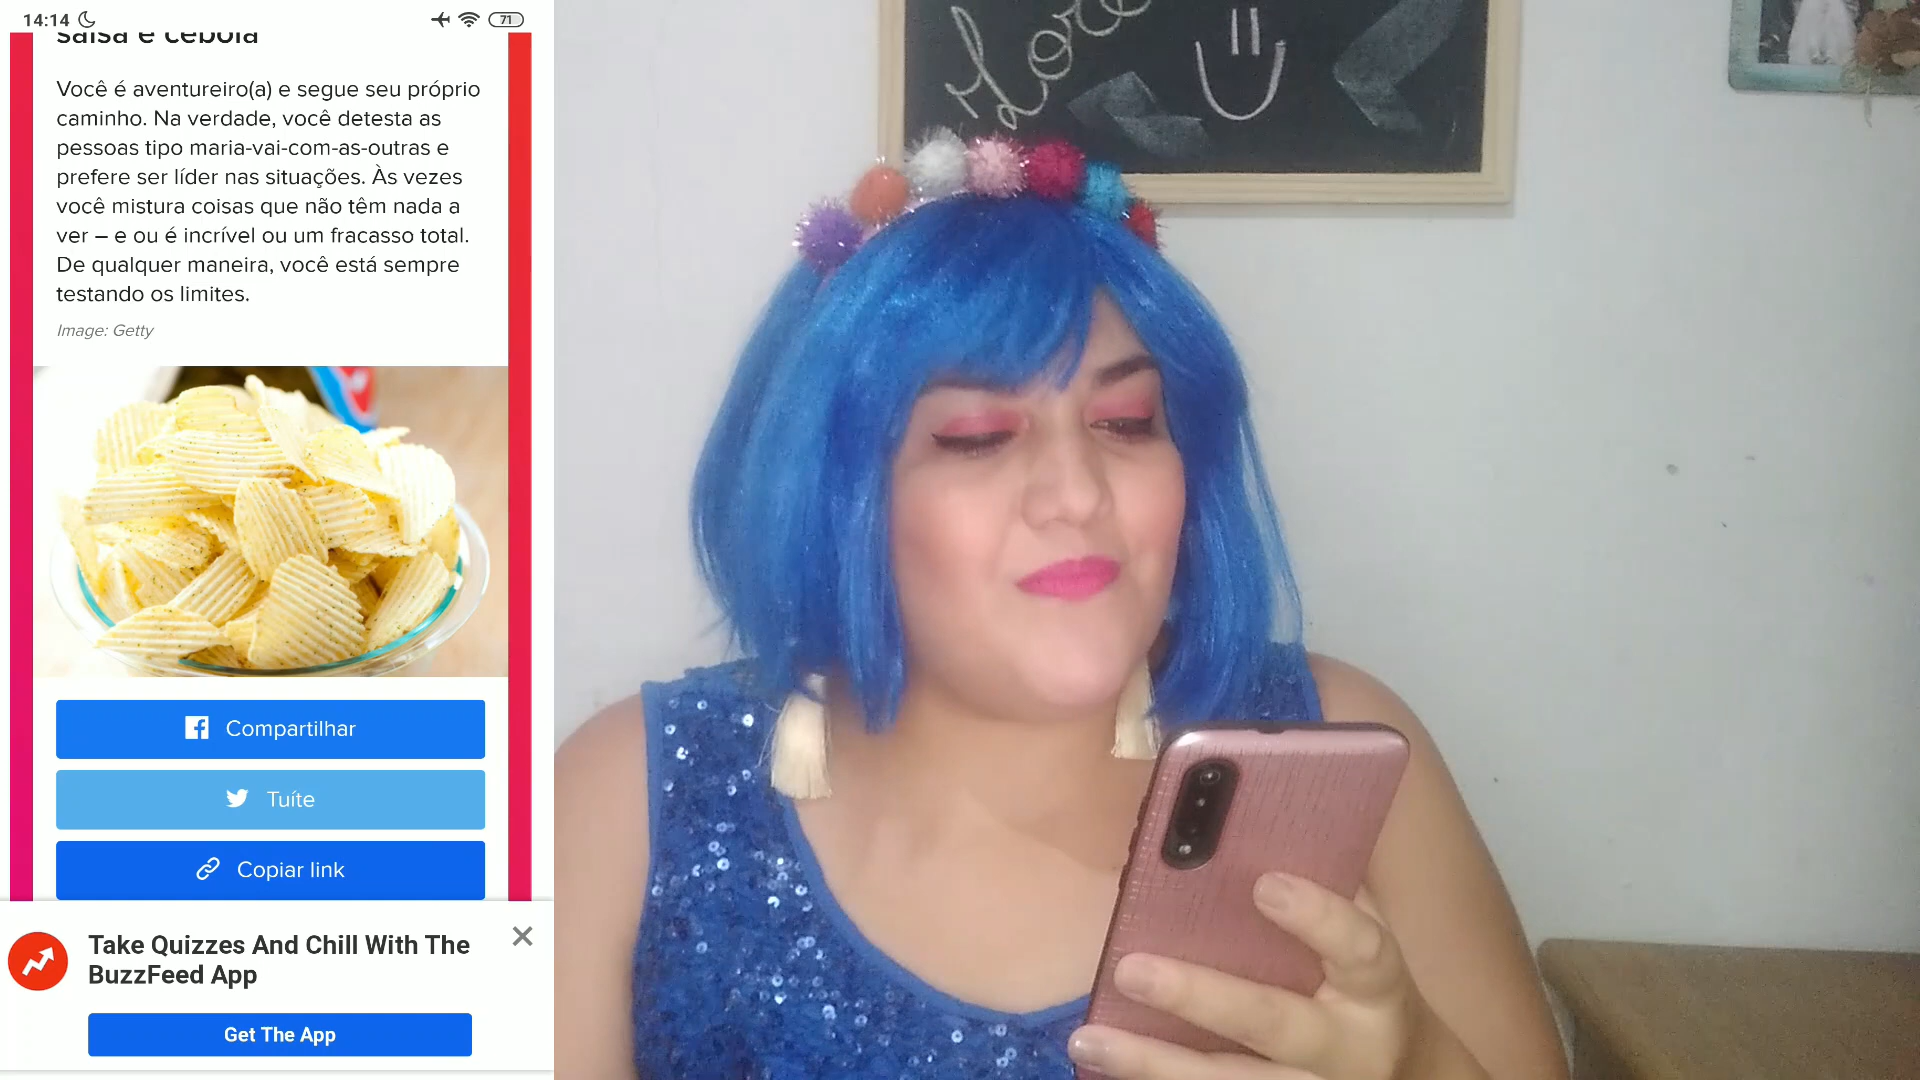 14:14
71
salsa e cebola
Você é aventureiro(a) e segue seu próprio
caminho. Na verdade, você detesta as
pessoas tipo maria-vai-com-as-outras e
prefere ser líder nas situações. Às vezes
você mistura coisas que não têm nada a
ver – e ou é incrível ou um fracasso total.
De qualquer maneira, você está sempre
testando os limites.
Image: Getty
Compartilhar
Tuíte
Copiar link
Take Quizzes And Chill With The
BuzzFeed App
Get The App
Love